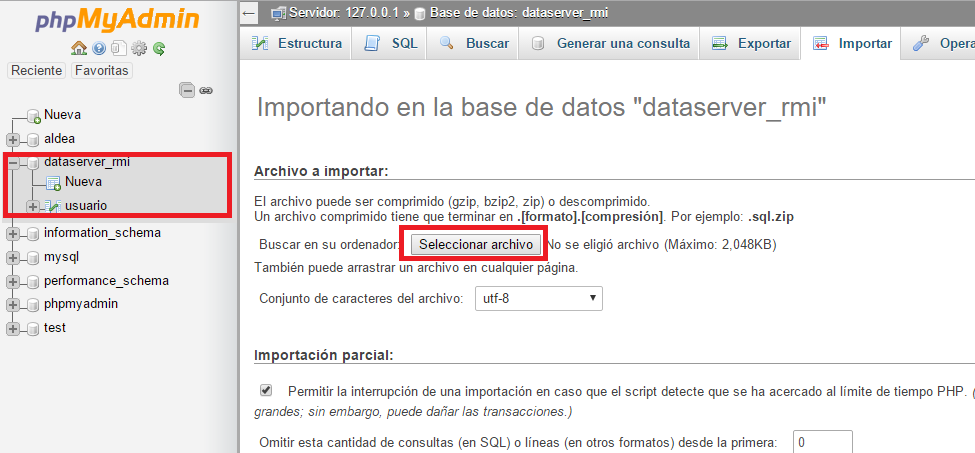 phpMyAdmin
Reciente Favoritas
Nueva
aldea
dataserver_rmi
Nueva
usuario
information_schema
mysql
performance_schema
phpmyadmin
test
Servidor: 127.0.0.1 » Base de datos: dataserver_rmi
Estructura SQL Buscar Generar una consulta Exportar Importar Opera
Importando en la base de datos "dataserver_rmi"
Archivo a importar:
El archivo puede ser comprimido (gzip, bzip2, zip) o descomprimido.
Un archivo comprimido tiene que terminar en .[formato].[compresión]. Por ejemplo: .sql.zip
Buscar en su ordenador: Seleccionar archivo No se eligió archivo (Máximo: 2,048KB)
También puede arrastrar un archivo en cualquier página.
Conjunto de caracteres del archivo: utf-8
Importación parcial:
Permitir la interrupción de una importación en caso que el script detecte que se ha acercado al límite de tiempo PHP. (
grandes; sin embargo, puede dañar las transacciones.)
Omitir esta cantidad de consultas (en SQL) o líneas (en otros formatos) desde la primera: 0